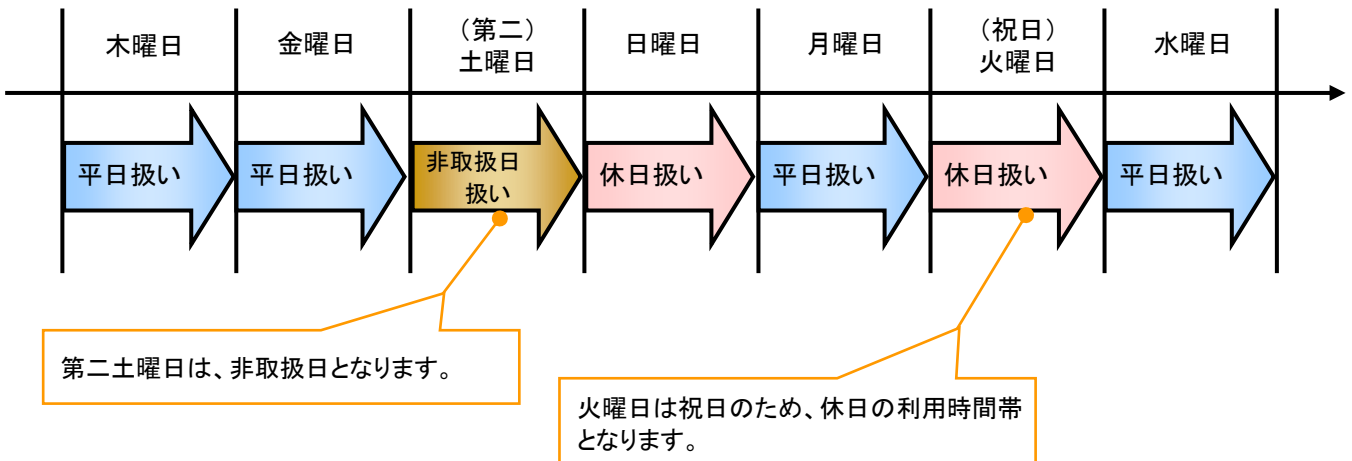 木曜日
金曜日
（第二）
土曜日
日曜日
月曜日
（祝日）
火曜日
水曜日
平日扱い
平日扱い
非取扱日
扱い
休日扱い
平日扱い
休日扱い
平日扱い
第二土曜日は、非取扱日となります。
火曜日は祝日のため、休日の利用時間帯
となります。